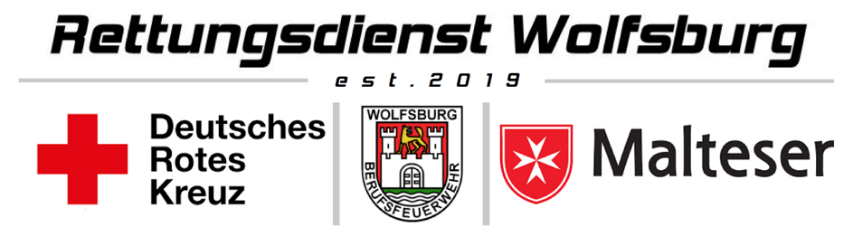 Rettungsdienst Wolfsburg
est.2019
Deutsches
Rotes
Kreuz
WOLFSBURG
BERUFSFEUERWEHR
Malteser